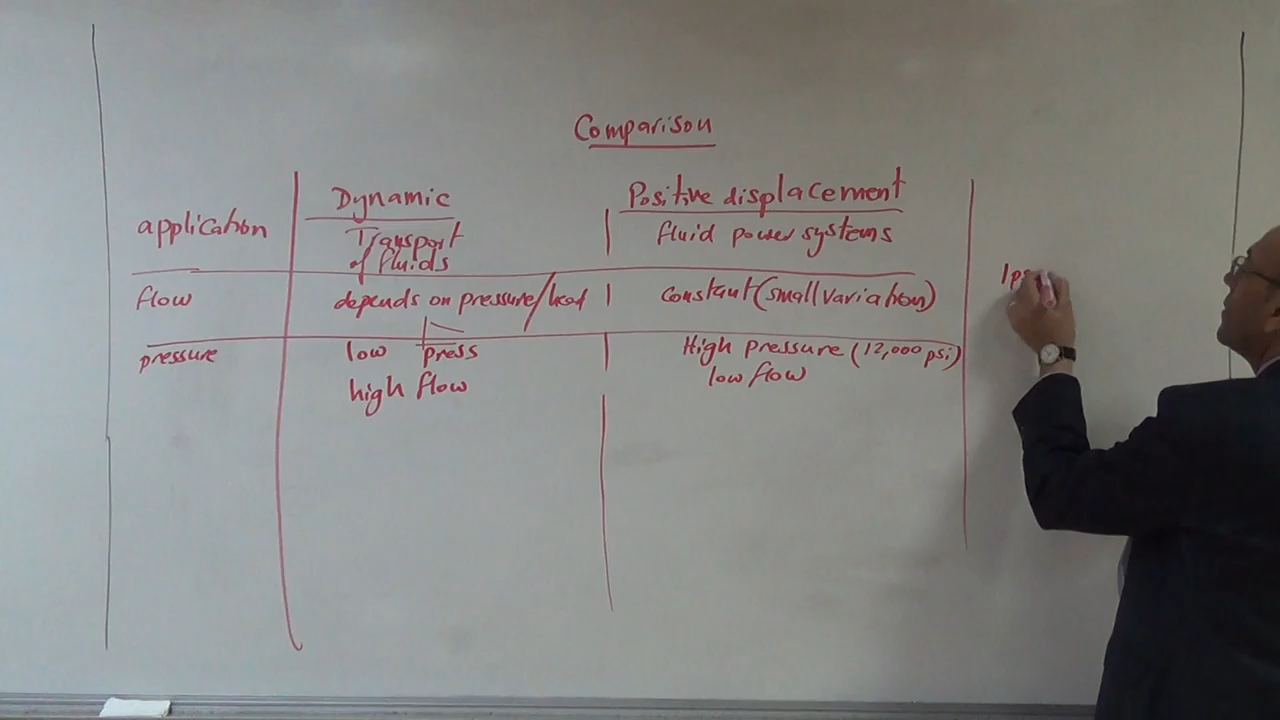 Comparison
Dynamic
Positive displacement
application
Transport
of fluids
fluid power systems
flow
depends on pressure/head
Constant (small variation)
pressure
low press
high flow
High pressure (12,000 psi)
low flow
1ps